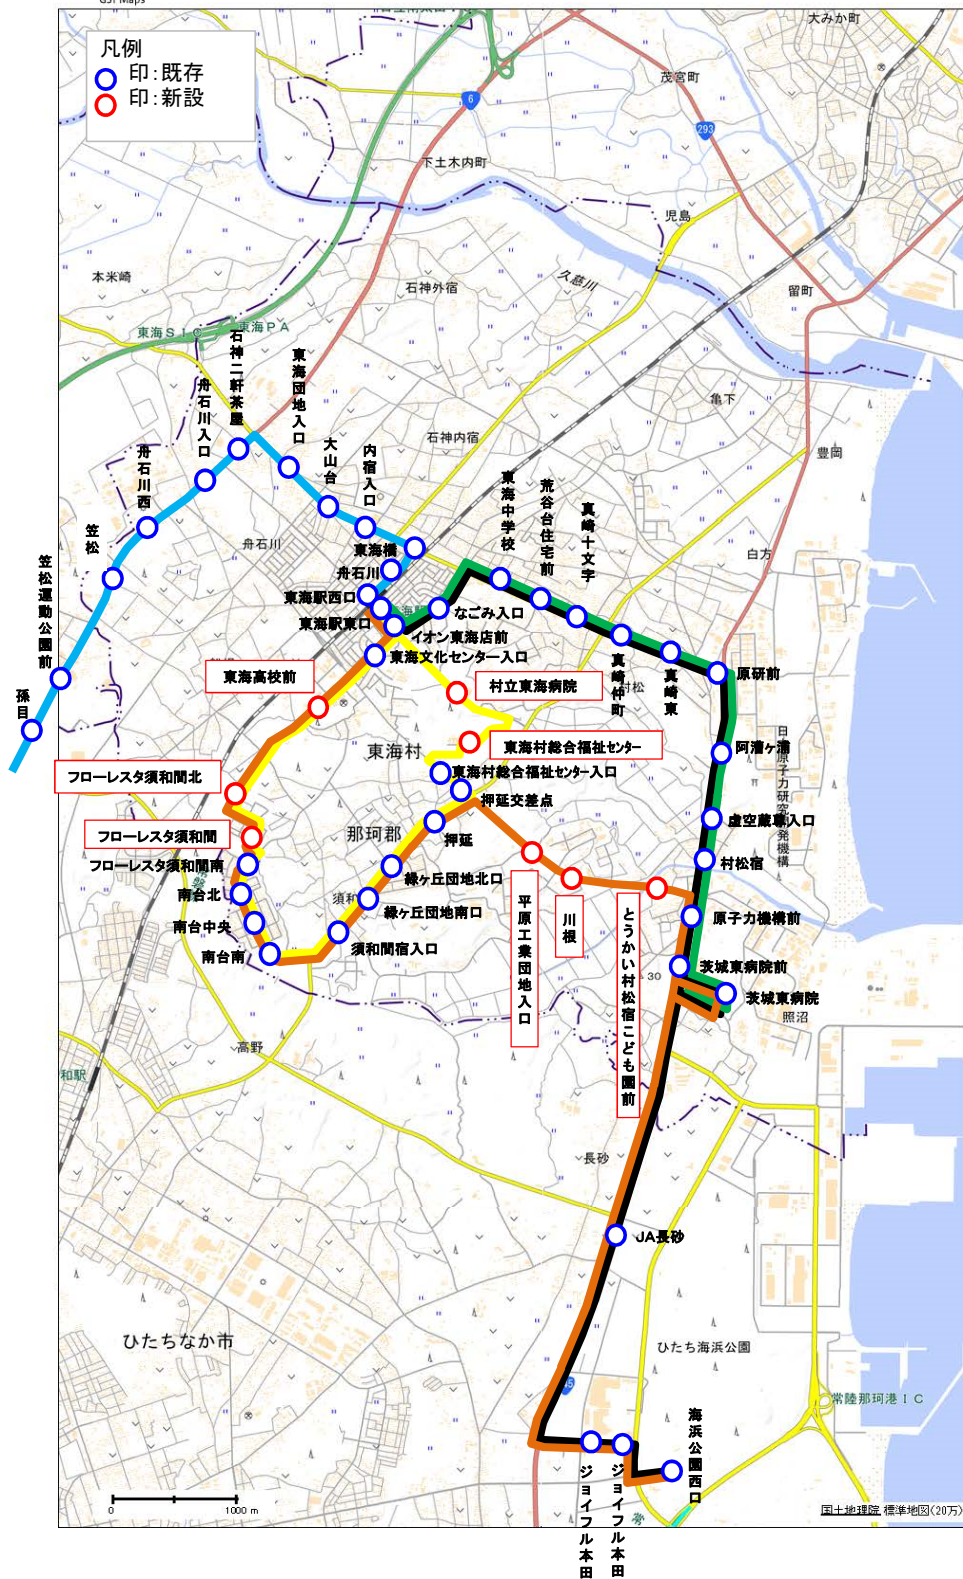 GSI Maps
凡例
印：既存
印：新設
大みか町
茂宮町
6
293
下土木内町
児島
久慈川
本米崎
石神外宿
留町
東海ＳＩＣ
東海ＰＡ
石神二軒茶屋
東海団地入口
舟石川入口
亀下
大山台
石神内宿
内宿入口
豊岡
舟石川西
東海中学校
荒谷台住宅前
真崎十文字
笠松
舟石川
東海橋
白方
笠松運動公園前
舟石川
東海駅西口
なごみ入口
東海駅東口
イオン東海店前
真崎仲町
真崎東
東海文化センター入口
原研前
東海高校前
村立東海病院
村松
孫目
東海村
東海村総合福祉センター
阿漕ヶ浦
フローレスタ須和間北
東海村総合福祉センター入口
押延交差点
虚空蔵尊入口
フローレスタ須和間
那珂郡
押延
フローレスタ須和間南
緑ヶ丘団地北口
村松宿
南台北
緑ヶ丘団地南口
平原工業団地入口
川根
とうかい村松宿こども園前
原子力機構前
南台中央
須和間宿入口
南台南
茨城東病院前
30
茨城東病院
照沼
高野
和駅
長砂
JA長砂
ひたちなか市
ひたち海浜公園
常陸那珂港ＩＣ
海浜公園西口
ジョイフル本田
ジョイフル本田
0
1000 m
国土地理院 標準地図(20万)